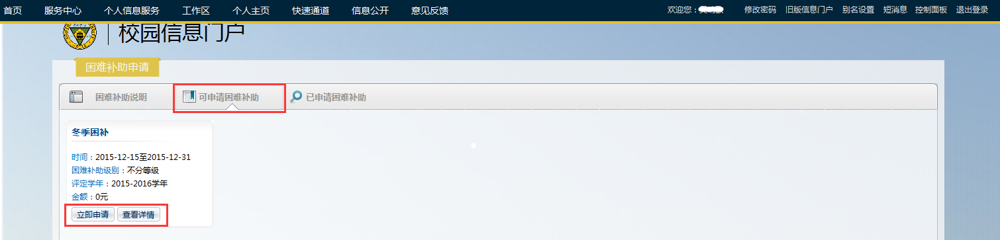 首页 服务中心 个人信息服务 工作区 个人主页 快速通道 信息公开 意见反馈 欢迎您： 修改密码 旧版信息门户 别名设置 短消息 控制面板 退出登录
校园信息门户
困难补助申请
困难补助说明 可申请困难补助 已申请困难补助
冬季困补
时间：2015-12-15至2015-12-31
困难补助级别：不分等级
评定学年：2015-2016学年
金额：0元
立即申请 查看详情